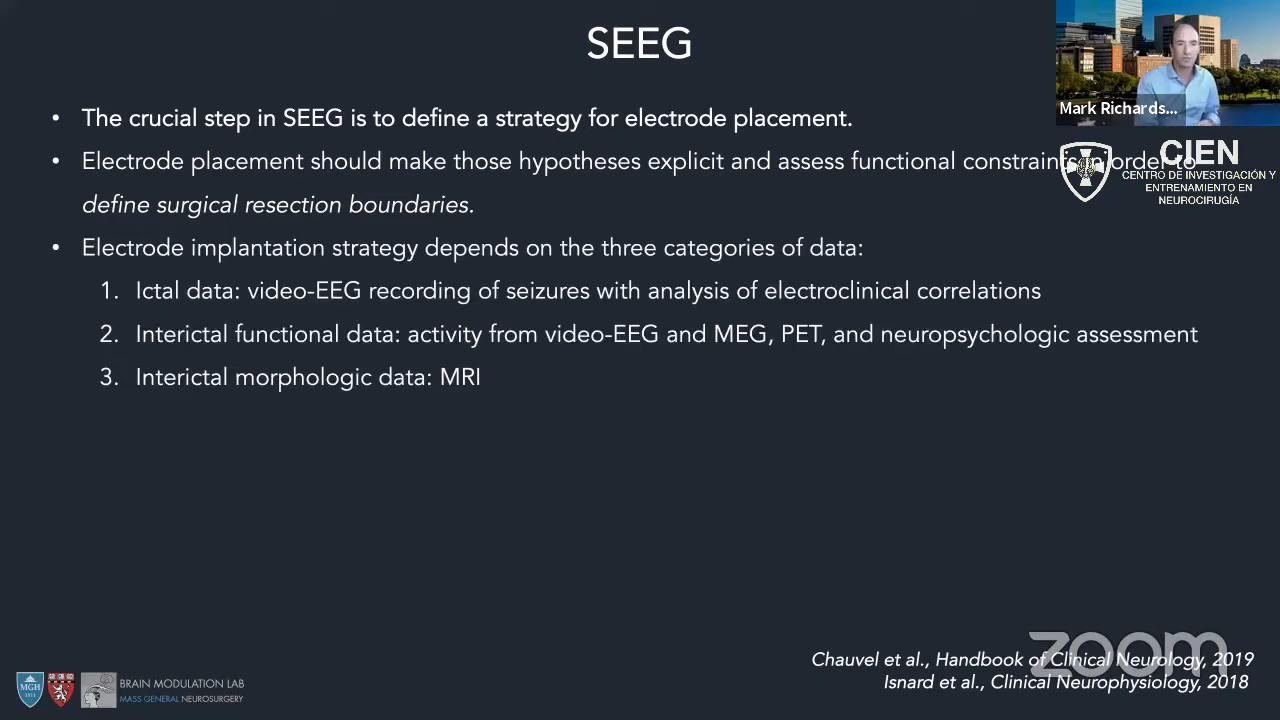 SEEG
• The crucial step in SEEG is to define a strategy for electrode placement.
• Electrode placement should make those hypotheses explicit and assess functional constraints in order to
define surgical resection boundaries.
• Electrode implantation strategy depends on the three categories of data:
1. Ictal data: video-EEG recording of seizures with analysis of electroclinical correlations
2. Interictal functional data: activity from video-EEG and MEG, PET, and neuropsychologic assessment
3. Interictal morphologic data: MRI
Mark Richards...
CIEN
CENTRO DE INVESTIGACIÓN Y
ENTRENAMIENTO EN
NEUROCIRUGÍA
zoom
Chauvel et al., Handbook of Clinical Neurology, 2019
Isnard et al., Clinical Neurophysiology, 2018
MGH
1811
BRAIN MODULATION LAB
MASS GENERAL NEUROSURGERY